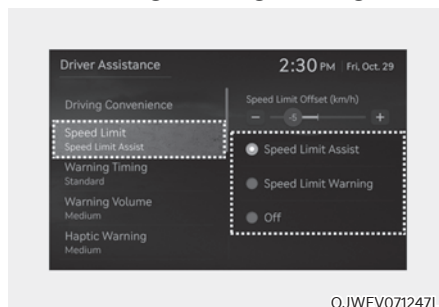 Driver Assistance
2:30 PM Fri, Oct. 29
Driving Convenience
Speed Limit
Speed Limit Assist
Warning Timing
Standard
Warning Volume
Medium
Haptic Warning
Medium
Speed Limit Offset (km/h)
− -5 +
Speed Limit Assist
Speed Limit Warning
Off
OJWEV071247L